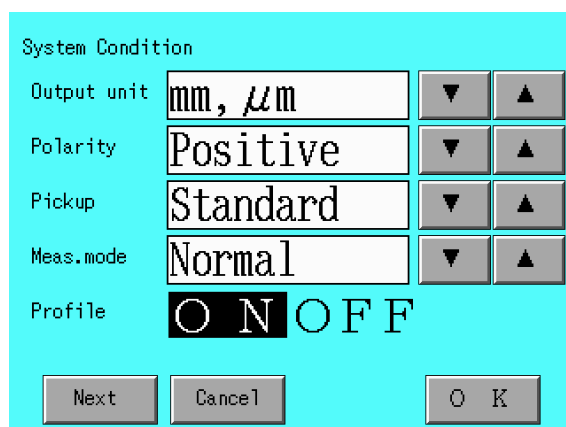 System Condition
Output unit mm, μm ▼ ▲
Polarity Positive ▼ ▲
Pickup Standard ▼ ▲
Meas.mode Normal ▼ ▲
Profile ON OFF
Next Cancel OK